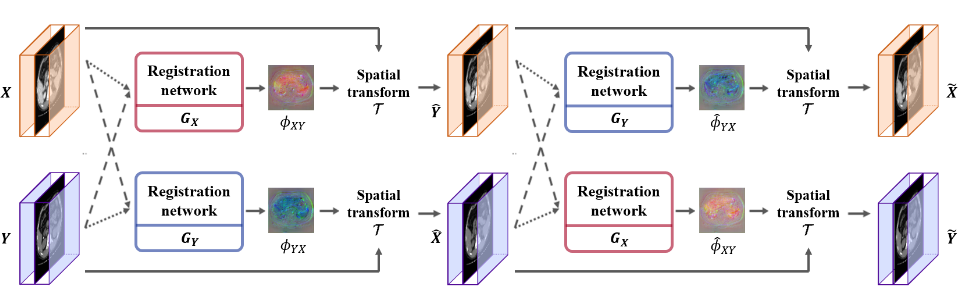 X
Registration
network
G_X
ϕ_XY
Spatial
transform
𝒯
Ŷ
Registration
network
G_Y
ϕ̂_YX
Spatial
transform
𝒯
X̃̂
Y
Registration
network
G_Y
ϕ_YX
Spatial
transform
𝒯
X̂
Registration
network
G_X
ϕ̂_XY
Spatial
transform
𝒯
Ỹ̂